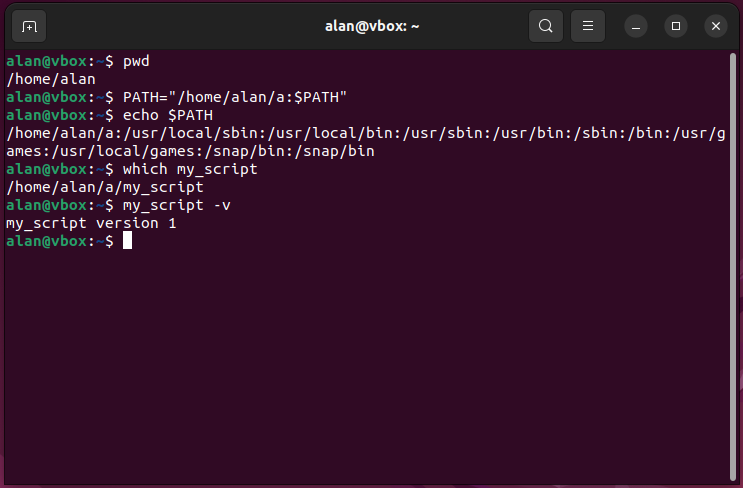 alan@vbox: ~
alan@vbox:~$ pwd
/home/alan
alan@vbox:~$ PATH="/home/alan/a:$PATH"
alan@vbox:~$ echo $PATH
/home/alan/a:/usr/local/sbin:/usr/local/bin:/usr/sbin:/usr/bin:/sbin:/bin:/usr/g
ames:/usr/local/games:/snap/bin:/snap/bin
alan@vbox:~$ which my_script
/home/alan/a/my_script
alan@vbox:~$ my_script -v
my_script version 1
alan@vbox:~$